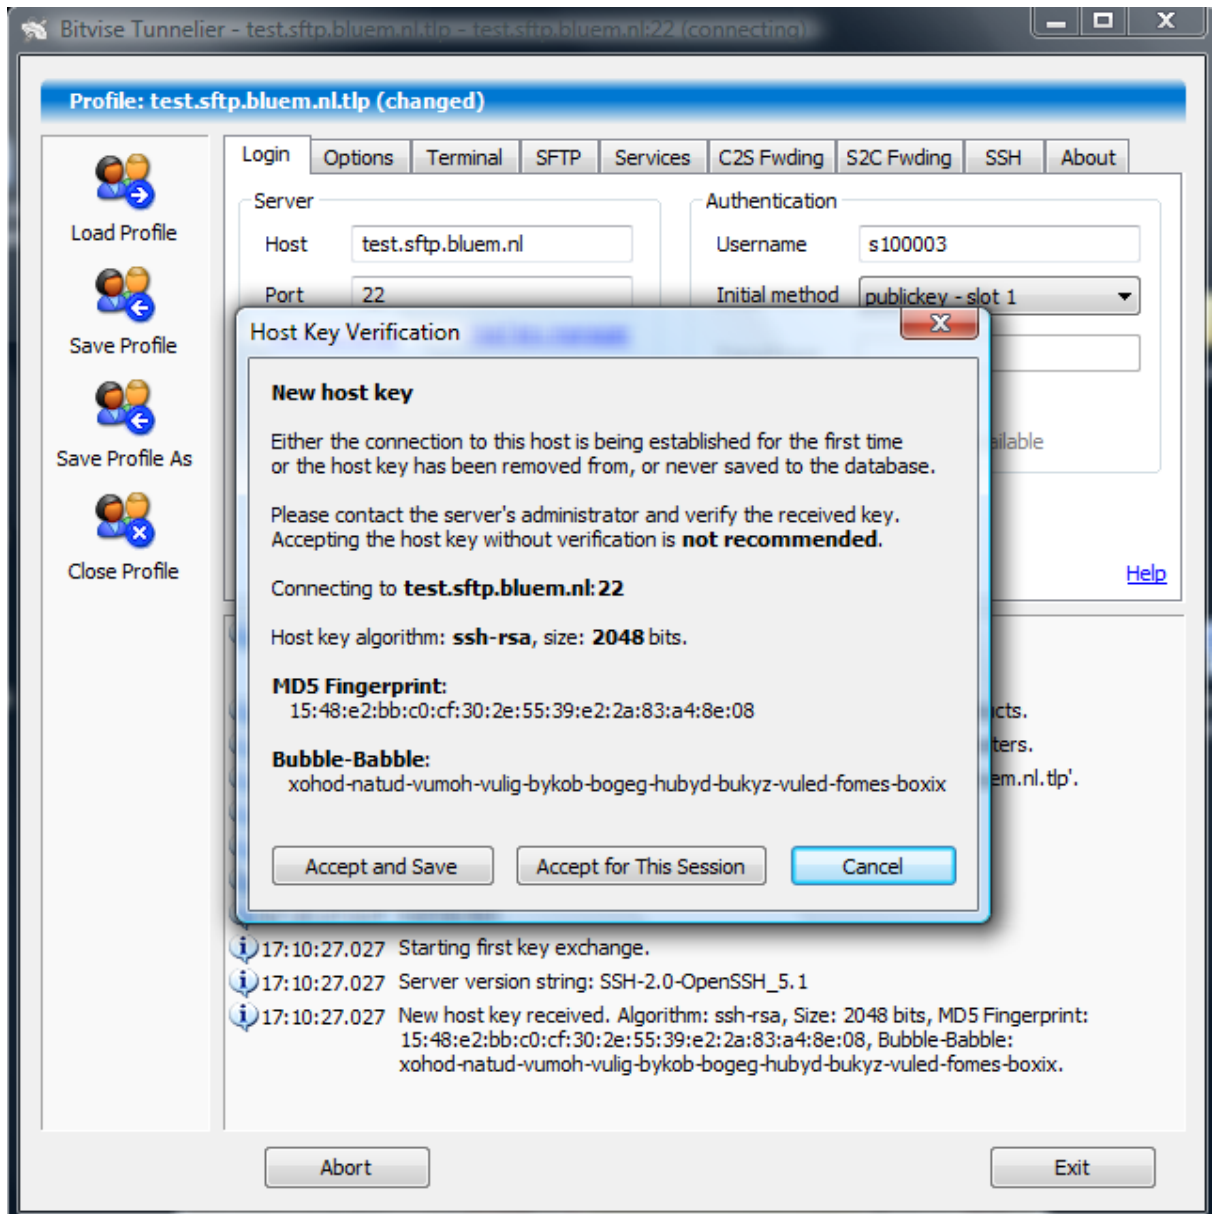 Bitvise Tunnelier - test.sftp.bluem.nl.tlp - test.sftp.bluem.nl:22 (connecting)
Profile: test.sftp.bluem.nl.tlp (changed)
Load Profile
Save Profile
Save Profile As
Close Profile
Login Options Terminal SFTP Services C2S Fwding S2C Fwding SSH About
Server
Host test.sftp.bluem.nl
Port 22
Authentication
Username s100003
Initial method publickey - slot 1
Host Key Verification
New host key
Either the connection to this host is being established for the first time
or the host key has been removed from, or never saved to the database.
Please contact the server's administrator and verify the received key.
Accepting the host key without verification is not recommended.
Connecting to test.sftp.bluem.nl:22
Host key algorithm: ssh-rsa, size: 2048 bits.
MD5 Fingerprint:
15:48:e2:bb:c0:cf:30:2e:55:39:e2:2a:83:a4:8e:08
Bubble-Babble:
xohod-natud-vumoh-vulig-bykob-bogeg-hubyd-bukyz-vuled-fomes-boxix
Accept and Save Accept for This Session Cancel
Help
17:10:27.027 Starting first key exchange.
17:10:27.027 Server version string: SSH-2.0-OpenSSH_5.1
17:10:27.027 New host key received. Algorithm: ssh-rsa, Size: 2048 bits, MD5 Fingerprint:
15:48:e2:bb:c0:cf:30:2e:55:39:e2:2a:83:a4:8e:08, Bubble-Babble:
xohod-natud-vumoh-vulig-bykob-bogeg-hubyd-bukyz-vuled-fomes-boxix.
Abort Exit